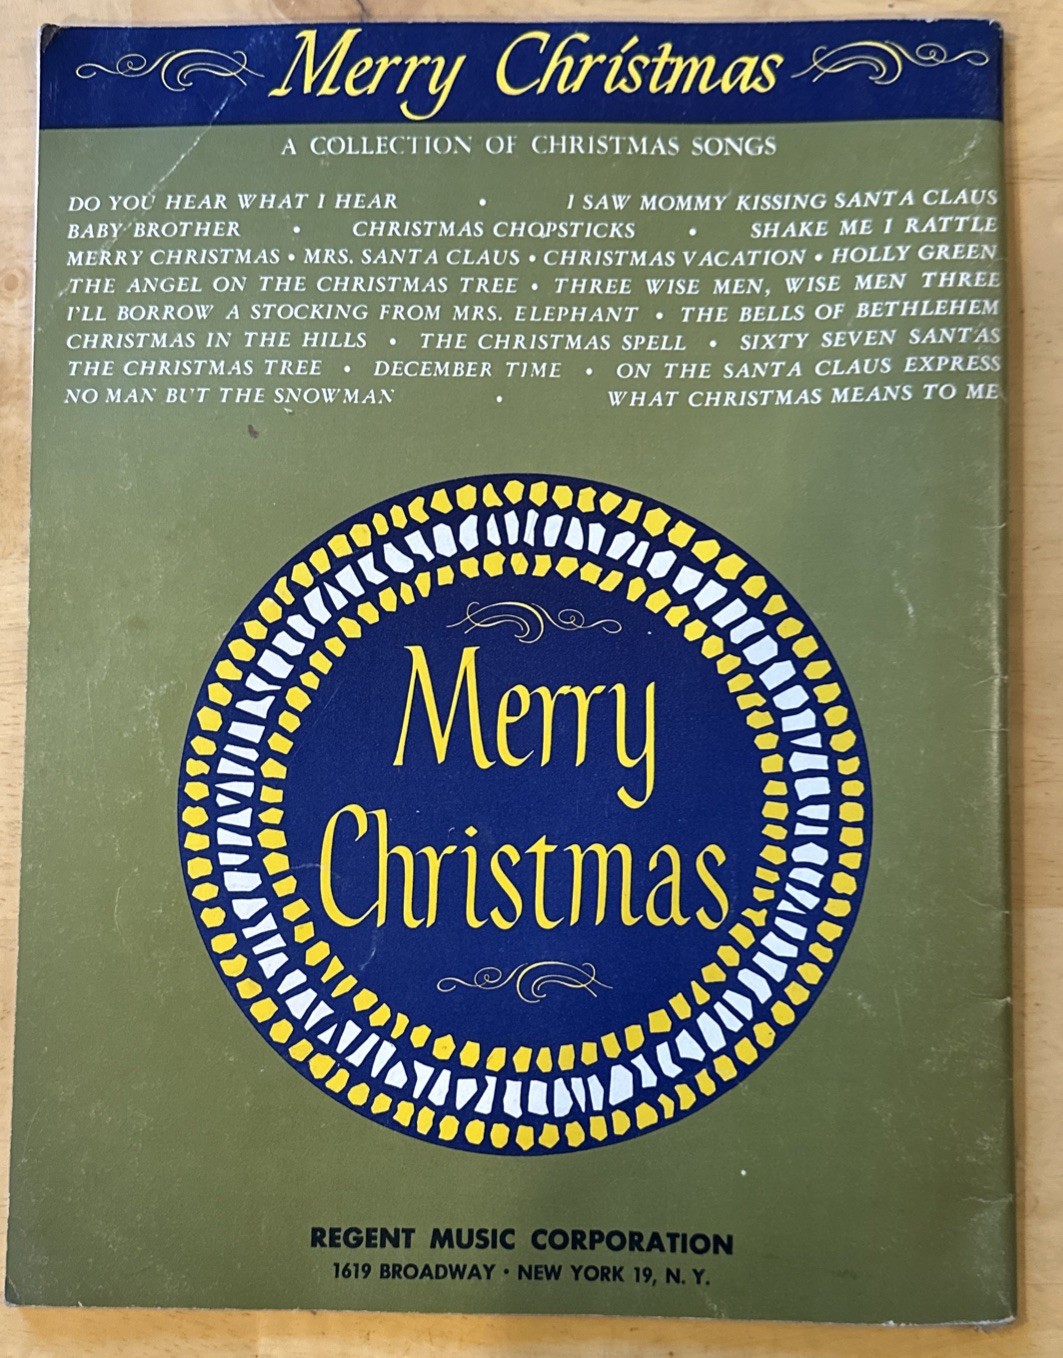 Merry Christmas
A COLLECTION OF CHRISTMAS SONGS
DO YOU HEAR WHAT I HEAR • I SAW MOMMY KISSING SANTA CLAUS
BABY BROTHER • CHRISTMAS CHOPSTICKS • SHAKE ME I RATTLE
MERRY CHRISTMAS • MRS. SANTA CLAUS • CHRISTMAS VACATION • HOLLY GREEN
THE ANGEL ON THE CHRISTMAS TREE • THREE WISE MEN, WISE MEN THREE
I'LL BORROW A STOCKING FROM MRS. ELEPHANT • THE BELLS OF BETHLEHEM
CHRISTMAS IN THE HILLS • THE CHRISTMAS SPELL • SIXTY SEVEN SANTAS
THE CHRISTMAS TREE • DECEMBER TIME • ON THE SANTA CLAUS EXPRESS
NO MAN BUT THE SNOWMAN • WHAT CHRISTMAS MEANS TO ME
Merry
Christmas
REGENT MUSIC CORPORATION
1619 BROADWAY • NEW YORK 19, N. Y.